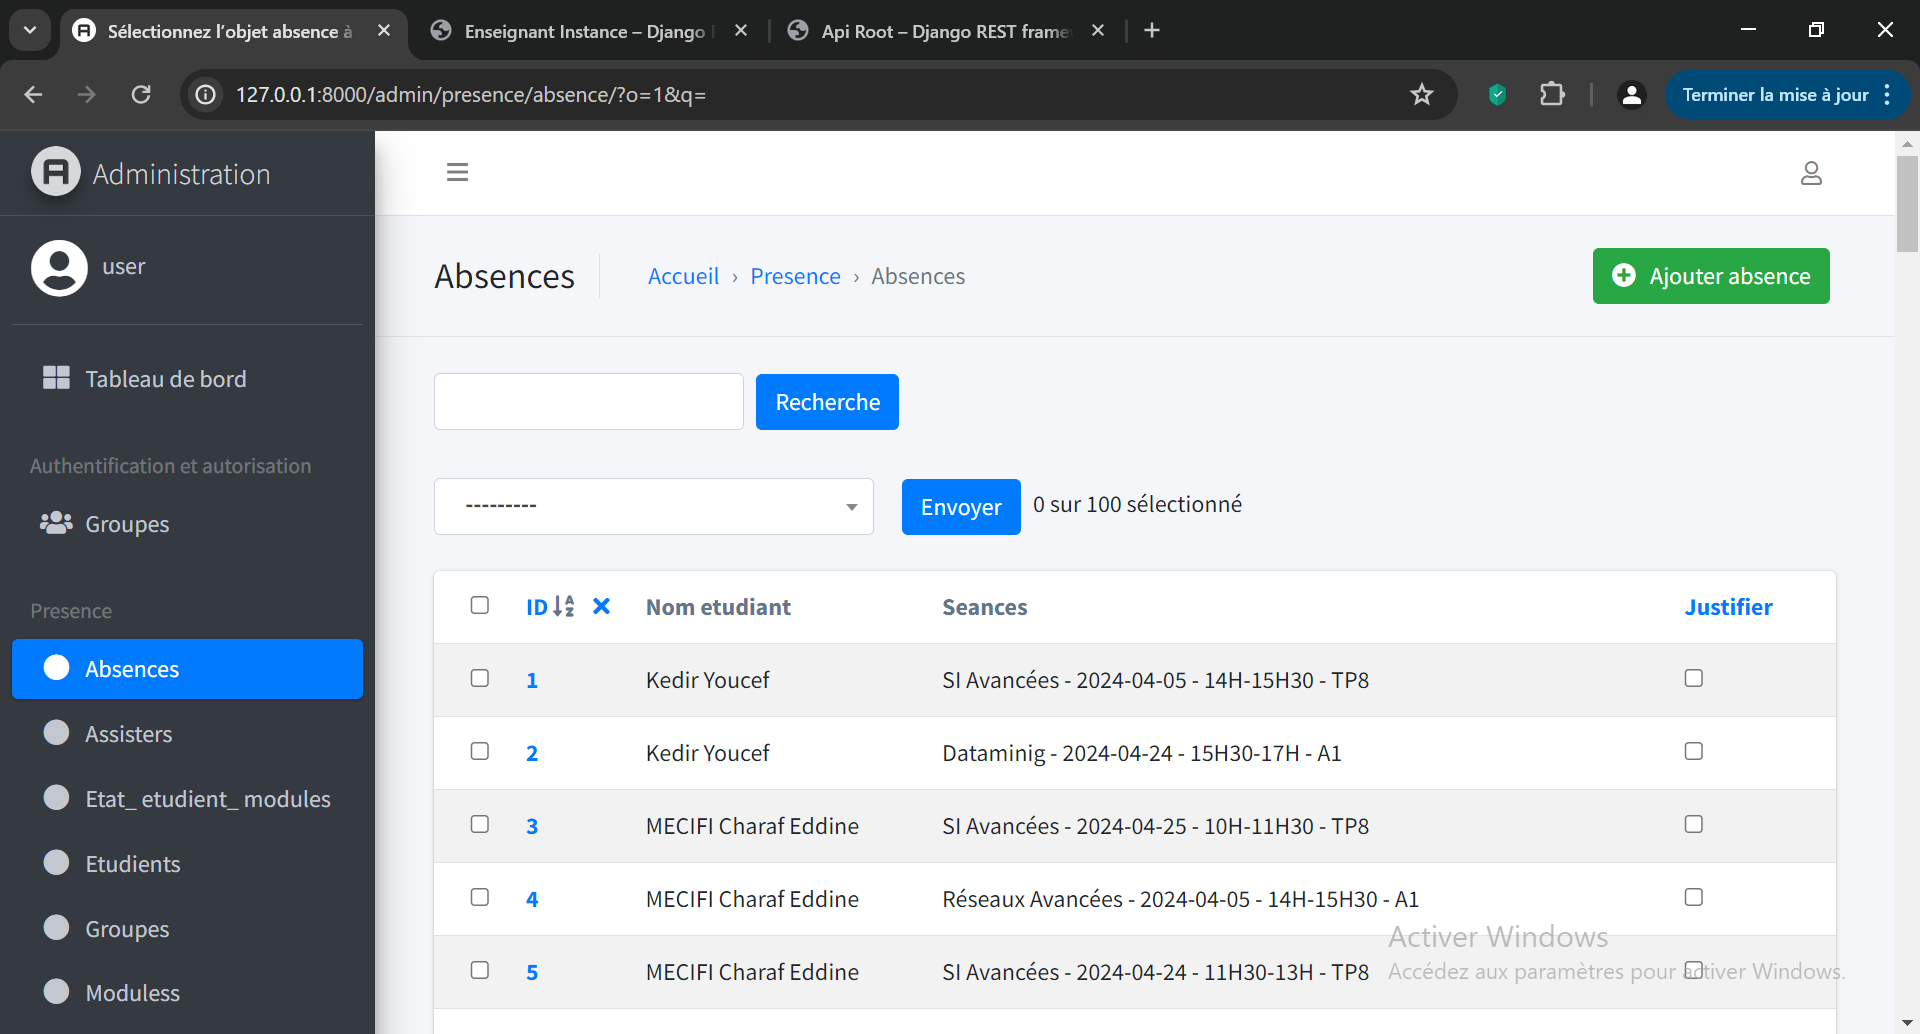 Sélectionnez l'objet absence à
Enseignant Instance – Django
Api Root – Django REST frame
127.0.0.1:8000/admin/presence/absence/?o=1&q=
Terminer la mise à jour
Administration
user
Tableau de bord
Authentification et autorisation
Groupes
Presence
Absences
Assisters
Etat_ etudient_ modules
Etudients
Groupes
Moduless
Absences
Accueil › Presence › Absences
Ajouter absence
Recherche
---------
Envoyer
0 sur 100 sélectionné
ID Nom etudiant Seances Justifier
1 Kedir Youcef SI Avancées - 2024-04-05 - 14H-15H30 - TP8
2 Kedir Youcef Dataminig - 2024-04-24 - 15H30-17H - A1
3 MECIFI Charaf Eddine SI Avancées - 2024-04-25 - 10H-11H30 - TP8
4 MECIFI Charaf Eddine Réseaux Avancées - 2024-04-05 - 14H-15H30 - A1
5 MECIFI Charaf Eddine SI Avancées - 2024-04-24 - 11H30-13H - TP8
Activer Windows
Accédez aux paramètres pour activer Windows.